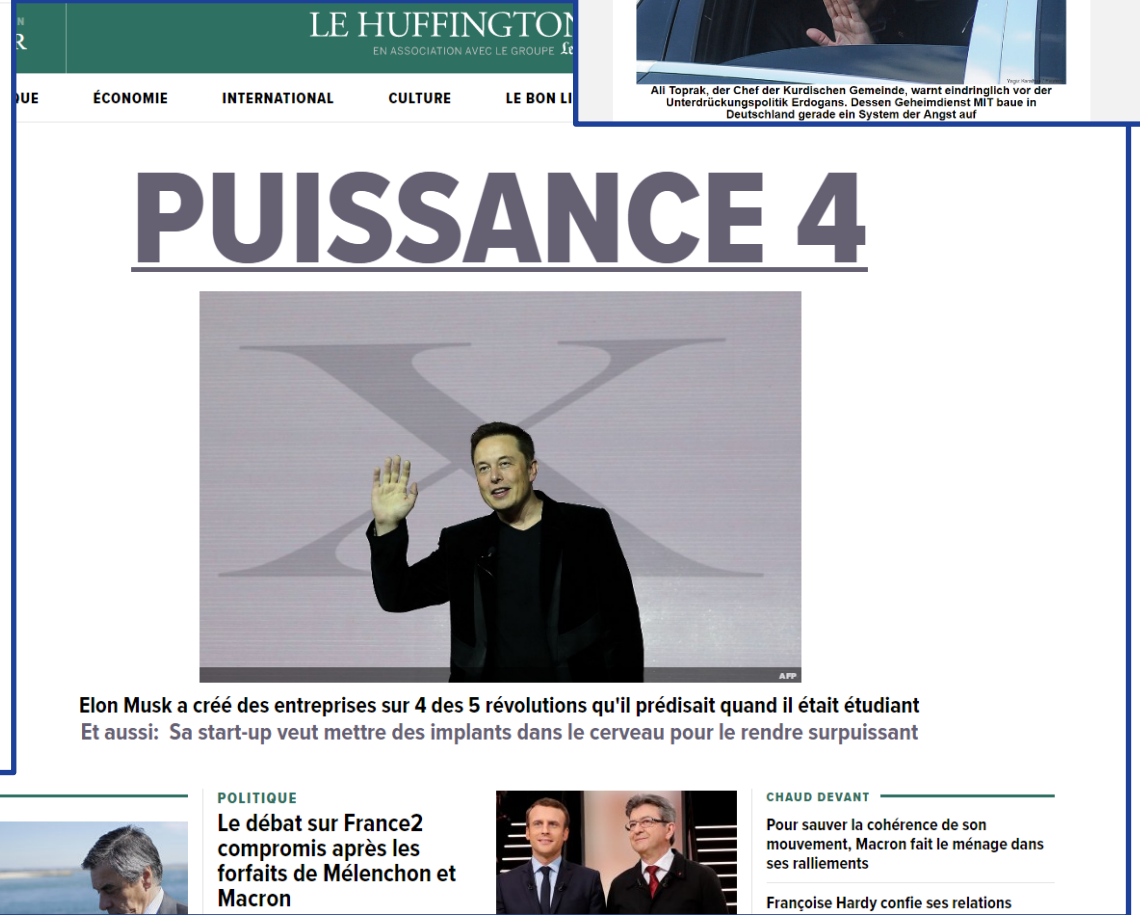 N
R
LE HUFFINGTON
EN ASSOCIATION AVEC LE GROUPE Le
QUE
ÉCONOMIE
INTERNATIONAL
CULTURE
LE BON LI
Ali Toprak, der Chef der Kurdischen Gemeinde, warnt eindringlich vor der
Unterdrückungspolitik Erdogans. Dessen Geheimdienst MIT baue in
Deutschland gerade ein System der Angst auf
PUISSANCE 4
X
AFP
Elon Musk a créé des entreprises sur 4 des 5 révolutions qu'il prédisait quand il était étudiant
Et aussi: Sa start-up veut mettre des implants dans le cerveau pour le rendre surpuissant
POLITIQUE
Le débat sur France2
compromis après les
forfaits de Mélenchon et
Macron
CHAUD DEVANT
Pour sauver la cohérence de son
mouvement, Macron fait le ménage dans
ses ralliements
Françoise Hardy confie ses relations